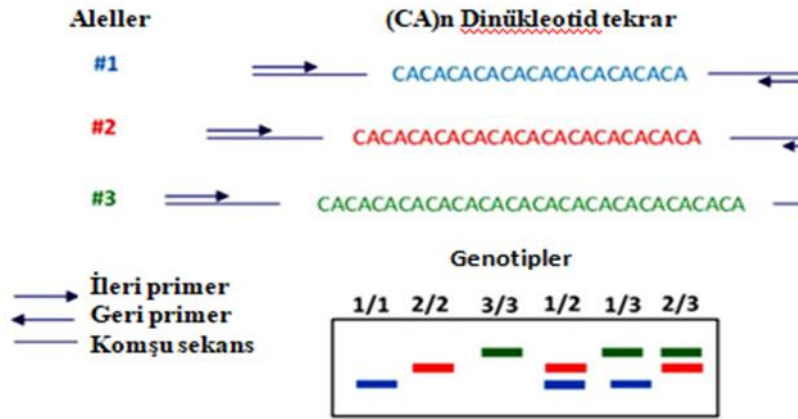 Aleller (CA)n Dinükleotid tekrar
#1 CACACACACACACACACACACA
#2 CACACACACACACACACACACACACA
#3 CACACACACACACACACACACACACACACACA
Genotipler
İleri primer
Geri primer
Komşu sekans
1/1 2/2 3/3 1/2 1/3 2/3